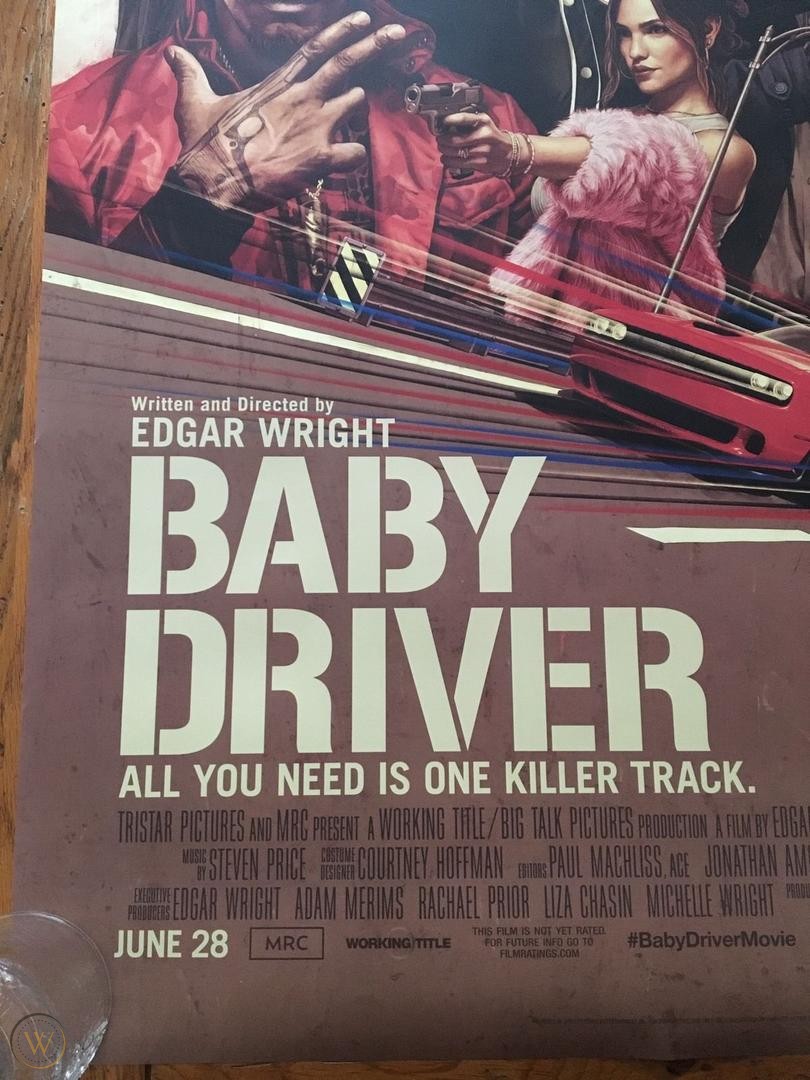 Written and Directed by
EDGAR WRIGHT
BABY
DRIVER
ALL YOU NEED IS ONE KILLER TRACK.
TRISTAR PICTURES AND MRC PRESENT A WORKING TITLE/BIG TALK PICTURES PRODUCTION A FILM BY EDGA
MUSIC BY STEVEN PRICE COSTUME DESIGNER COURTNEY HOFFMAN EDITORS PAUL MACHLISS, ACE JONATHAN AM
EXECUTIVE PRODUCERS EDGAR WRIGHT ADAM MERIMS RACHAEL PRIOR LIZA CHASIN MICHELLE WRIGHT PRODU
JUNE 28 MRC WORKING TITLE THIS FILM IS NOT YET RATED. #BabyDriverMovie
FOR FUTURE INFO GO TO
FILMRATINGS.COM
W